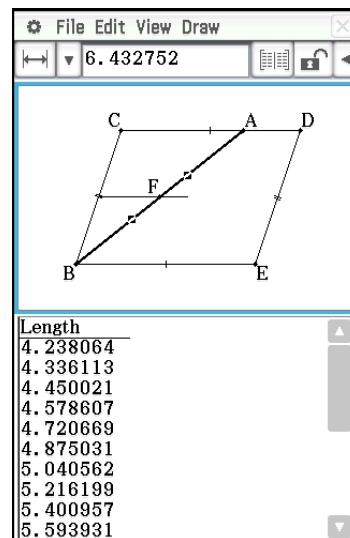 File Edit View Draw
6.432752
C A D
F
B E
Length
4.238064
4.336113
4.450021
4.578607
4.720669
4.875031
5.040562
5.216199
5.400957
5.593931